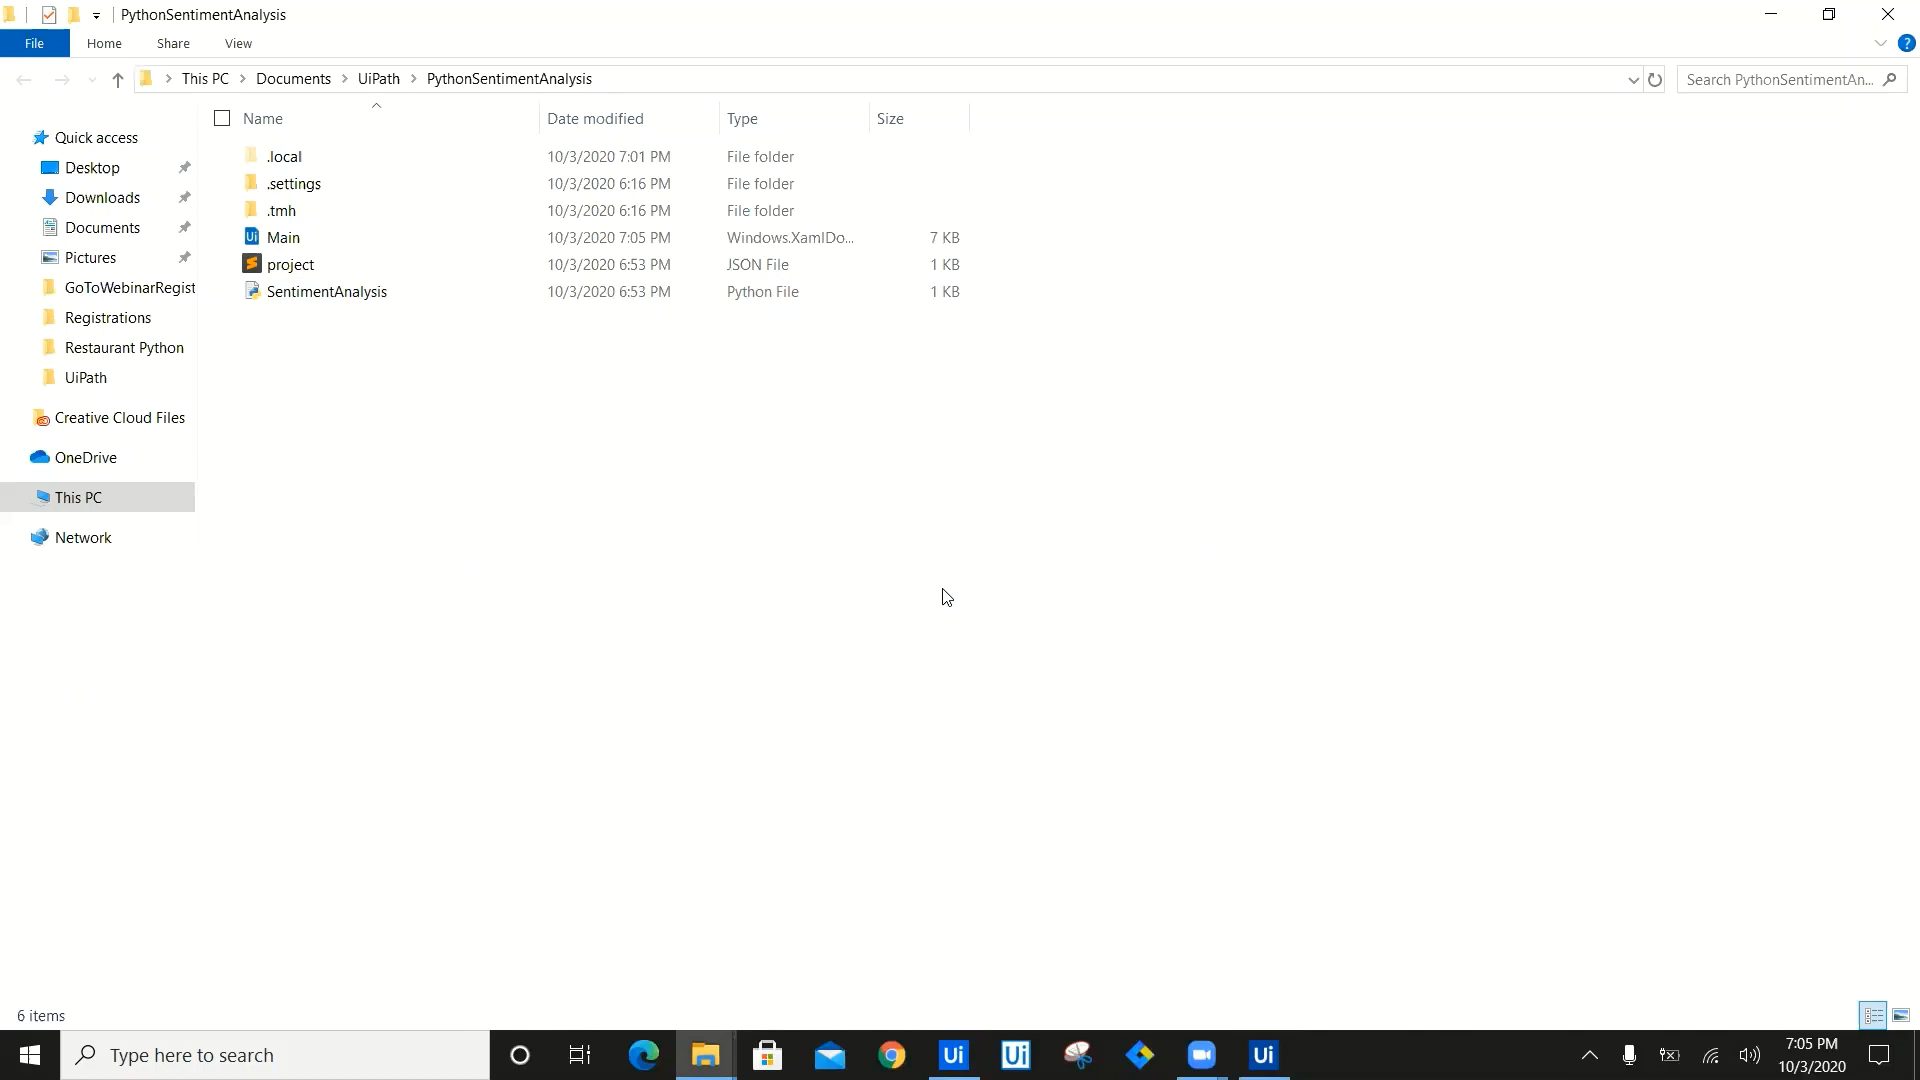 PythonSentimentAnalysis
File Home Share View
This PC Documents UiPath PythonSentimentAnalysis
Search PythonSentimentAn...
Name Date modified Type Size
Quick access
Desktop
Downloads
Documents
Pictures
GoToWebinarRegist
Registrations
Restaurant Python
UiPath
Creative Cloud Files
OneDrive
This PC
Network
.local 10/3/2020 7:01 PM File folder
.settings 10/3/2020 6:16 PM File folder
.tmh 10/3/2020 6:16 PM File folder
Main 10/3/2020 7:05 PM Windows.XamlDo... 7 KB
project 10/3/2020 6:53 PM JSON File 1 KB
SentimentAnalysis 10/3/2020 6:53 PM Python File 1 KB
6 items
Type here to search
Ui
Ui
Ui
7:05 PM
10/3/2020